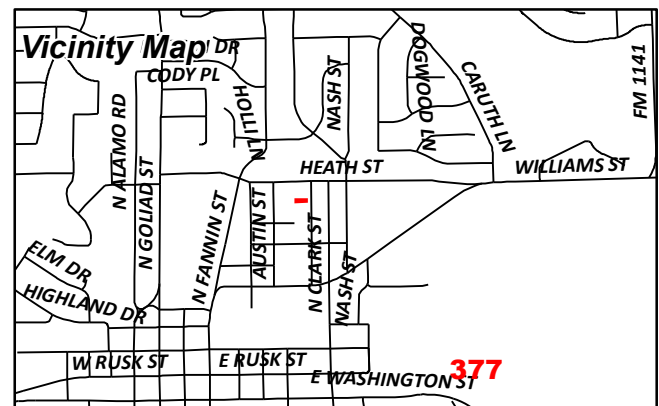 Vicinity Map
DR
CODY PL
HOLLI LN
NASH ST
DOGWOOD LN
CARUTH LN
FM 1141
N ALAMO RD
N GOLIAD ST
HEATH ST
WILLIAMS ST
N FANNIN ST
AUSTIN ST
N CLARK ST
NASH ST
ELM DR
HIGHLAND DR
W RUSK ST
E RUSK ST
E WASHINGTON ST
377